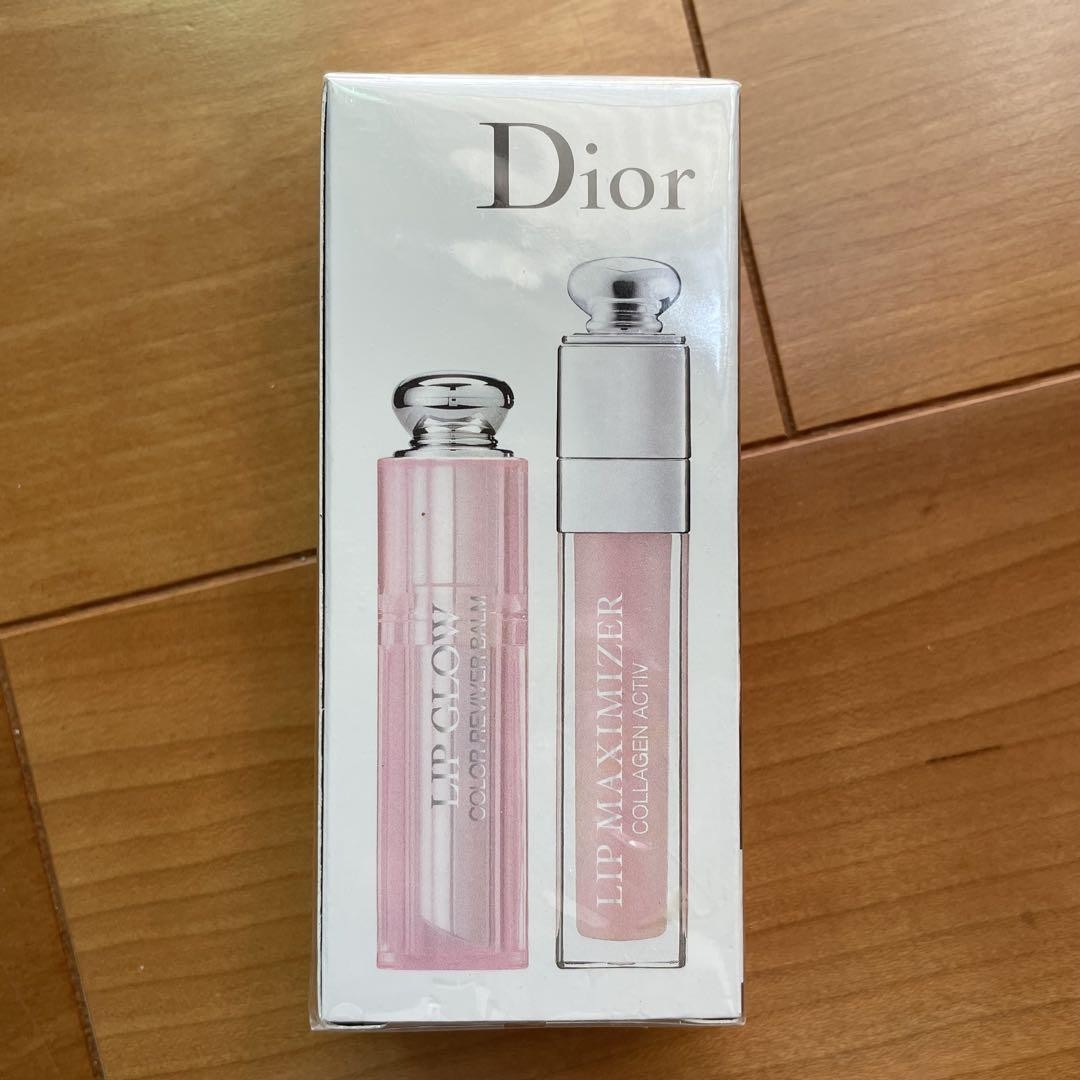 Dior
LIP GLOW
COLOR REVIVER BALM
LIP MAXIMIZER
COLLAGEN ACTIV